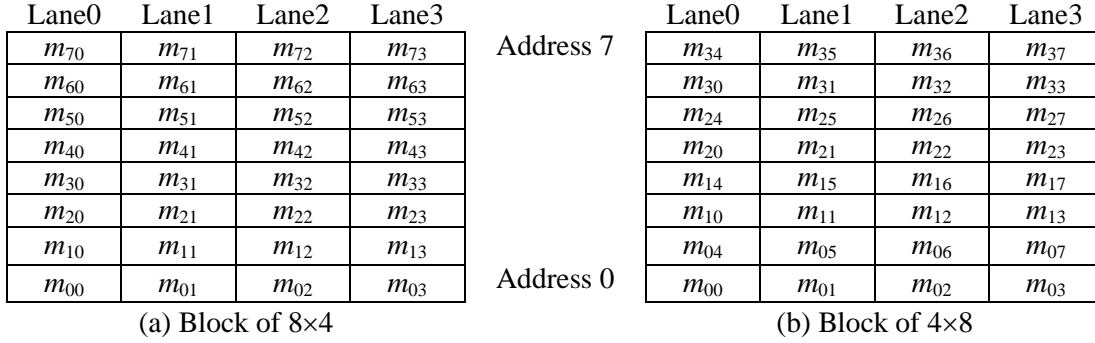 Lane0 Lane1 Lane2 Lane3 Lane0 Lane1 Lane2 Lane3
m70 m71 m72 m73 Address 7 m34 m35 m36 m37
m60 m61 m62 m63 m30 m31 m32 m33
m50 m51 m52 m53 m24 m25 m26 m27
m40 m41 m42 m43 m20 m21 m22 m23
m30 m31 m32 m33 m14 m15 m16 m17
m20 m21 m22 m23 m10 m11 m12 m13
m10 m11 m12 m13 m04 m05 m06 m07
m00 m01 m02 m03 Address 0 m00 m01 m02 m03
(a) Block of 8×4 (b) Block of 4×8